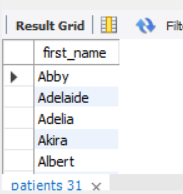 Result Grid Filt
first_name
Abby
Adelaide
Adelia
Akira
Albert
patients 31 ×